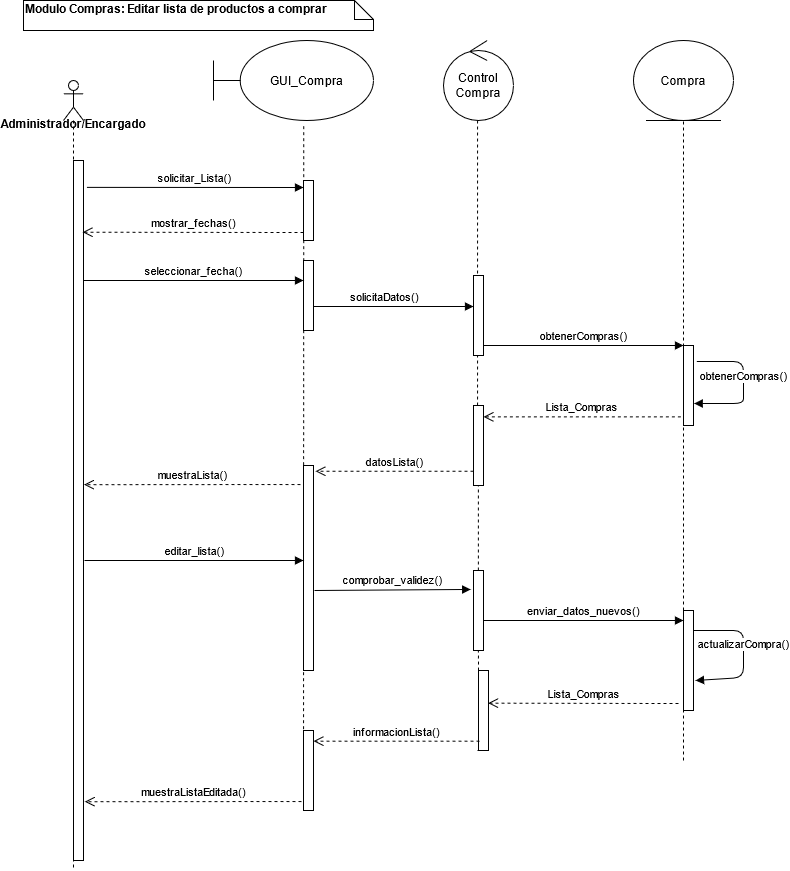 Modulo Compras: Editar lista de productos a comprar
GUI_Compra
Control
Compra
Compra
Administrador/Encargado
solicitar_Lista()
mostrar_fechas()
seleccionar_fecha()
solicitaDatos()
obtenerCompras()
obtenerCompras()
Lista_Compras
datosLista()
muestraLista()
editar_lista()
comprobar_validez()
enviar_datos_nuevos()
actualizarCompra()
Lista_Compras
informacionLista()
muestraListaEditada()